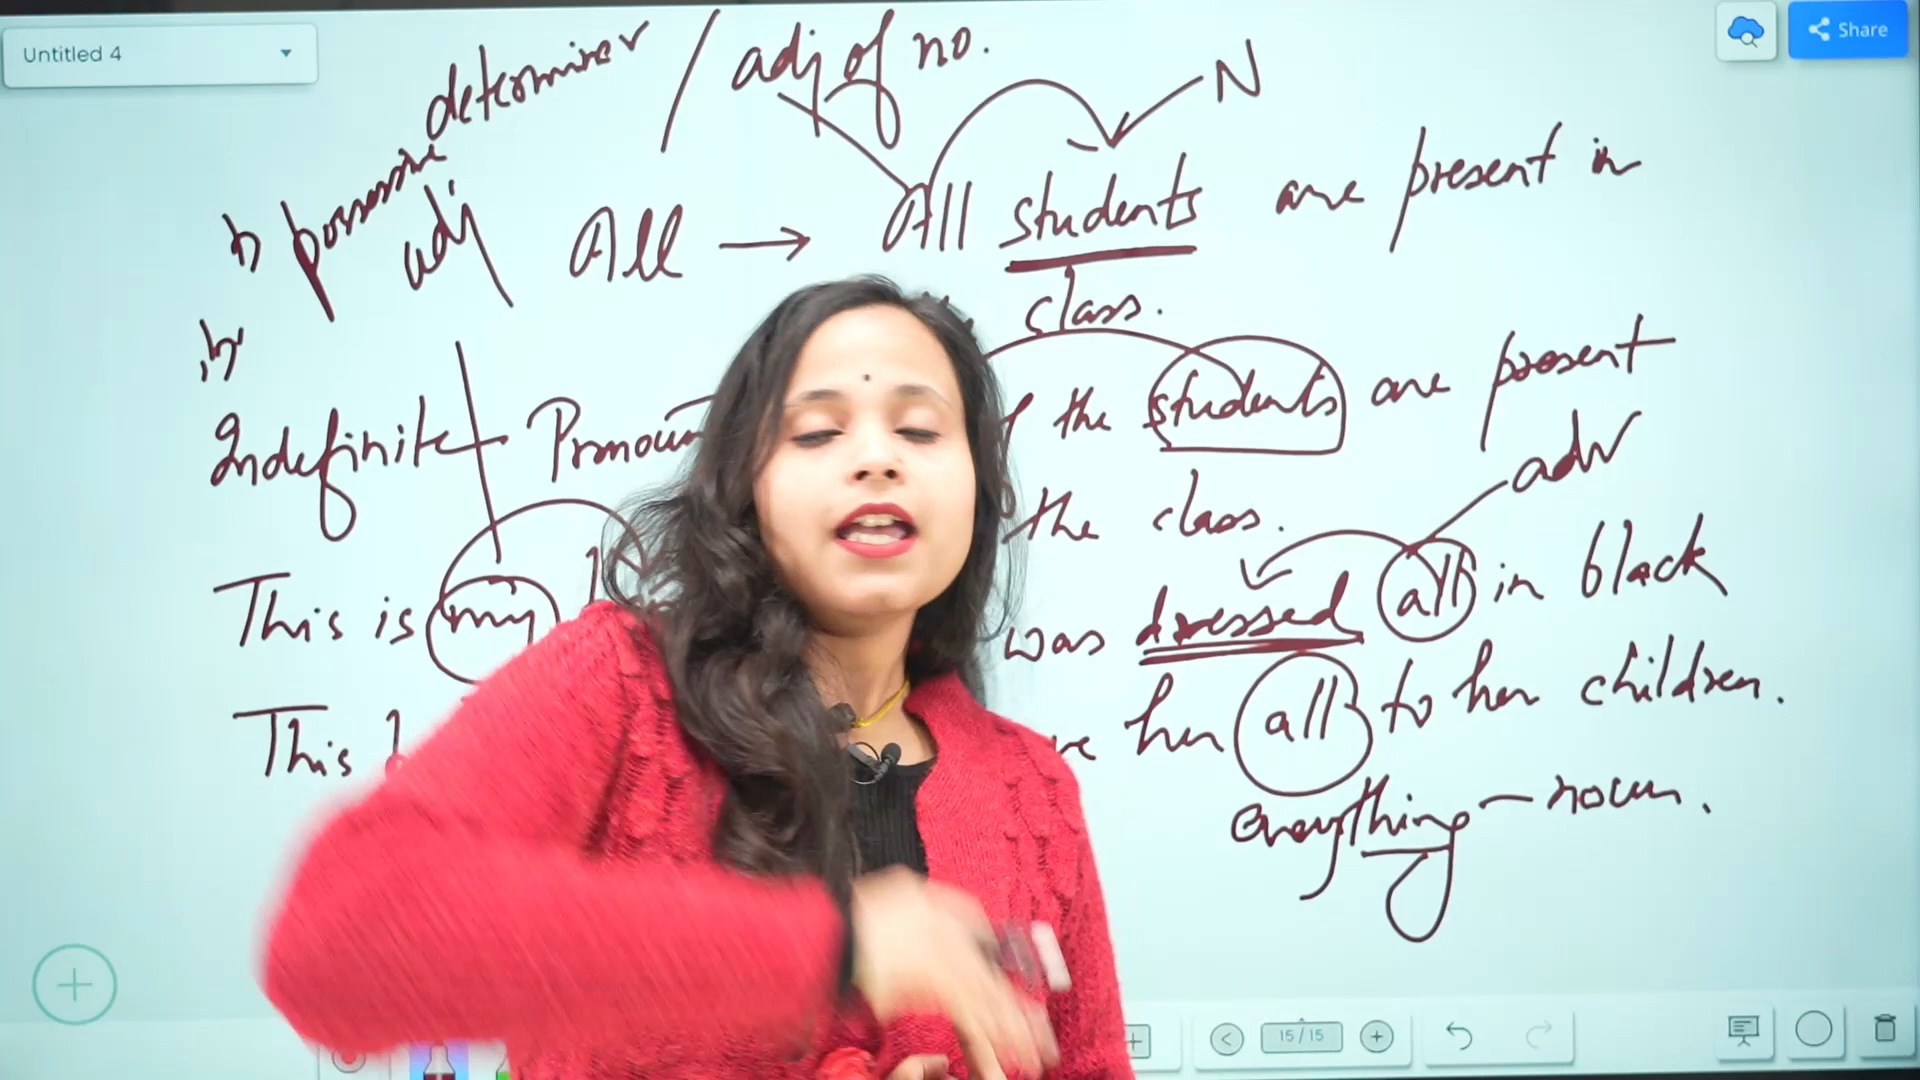 Untitled 4
Share
determiner / adj of no.
N
possessive
adj
All → All students are present in
class.
Indefinite Pronoun
the students are present
adv
the class.
This is my
was dressed all in black
This
her all to her children.
everything - noun.
15/15